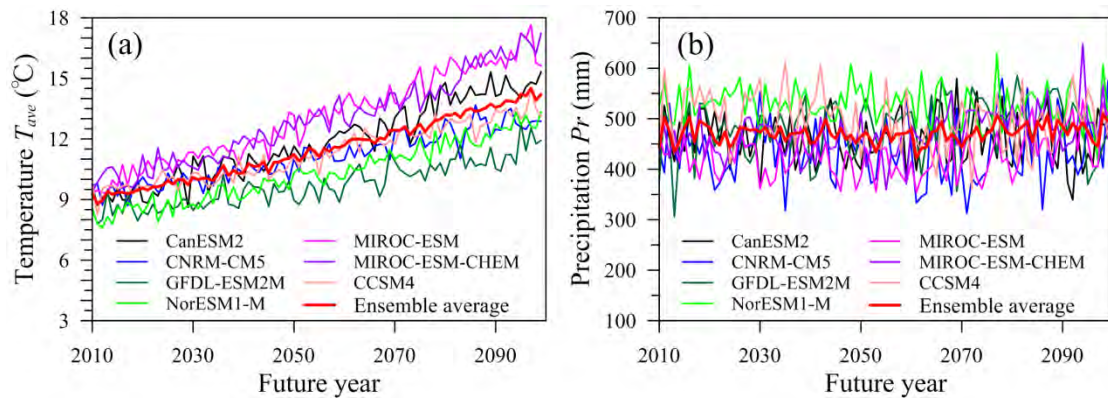 (a)
Temperature Tave (℃)
18
15
12
9
6
3
CanESM2
CNRM-CM5
GFDL-ESM2M
NorESM1-M
MIROC-ESM
MIROC-ESM-CHEM
CCSM4
Ensemble average
2010 2030 2050 2070 2090
Future year
(b)
Precipitation Pr (mm)
700
600
500
400
300
200
100
CanESM2
CNRM-CM5
GFDL-ESM2M
NorESM1-M
MIROC-ESM
MIROC-ESM-CHEM
CCSM4
Ensemble average
2010 2030 2050 2070 2090
Future year